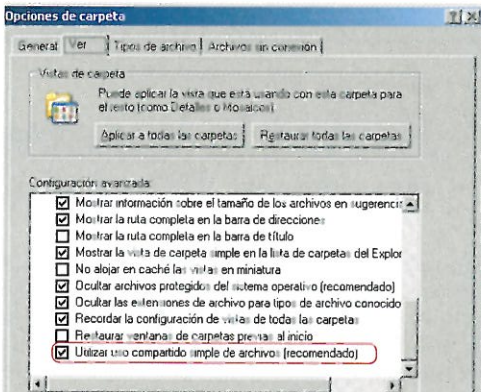 Opciones de carpeta
General Ver Tipos de archivo Archivos sin conexión
Vistas de carpeta
Puede aplicar la vista que está usando con esta carpeta para
el resto (como Detalles o Mosaicos).
Aplicar a todas las carpetas Restaurar todas las carpetas
Configuración avanzada:
Mostrar información sobre el tamaño de los archivos en sugerenc
Mostrar la ruta completa en la barra de direcciones
Mostrar la ruta completa en la barra de título
Mostrar la vista de carpeta simple en la lista de carpetas del Explor
No alojar en caché las vistas en miniatura
Ocultar archivos protegidos del sistema operativo (recomendado)
Ocultar las extensiones de archivo para tipos de archivo conocido
Recordar la configuración de vistas de todas las carpetas
Restaurar ventanas de carpetas previas al inicio
Utilizar uso compartido simple de archivos (recomendado)